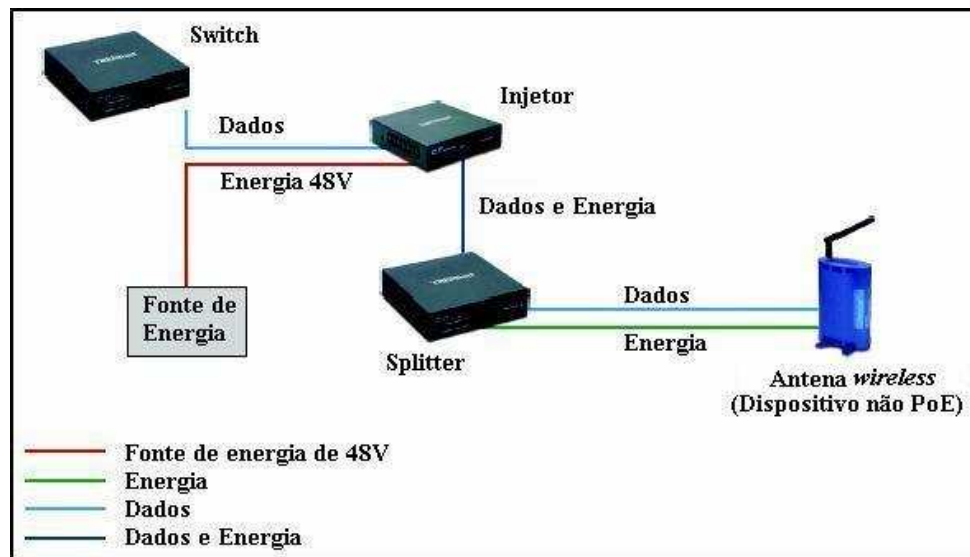 Switch
Injetor
Dados
Energia 48V
Dados e Energia
Fonte de
Energia
Dados
Energia
Splitter
Antena wireless
(Dispositivo não PoE)
Fonte de energia de 48V
Energia
Dados
Dados e Energia